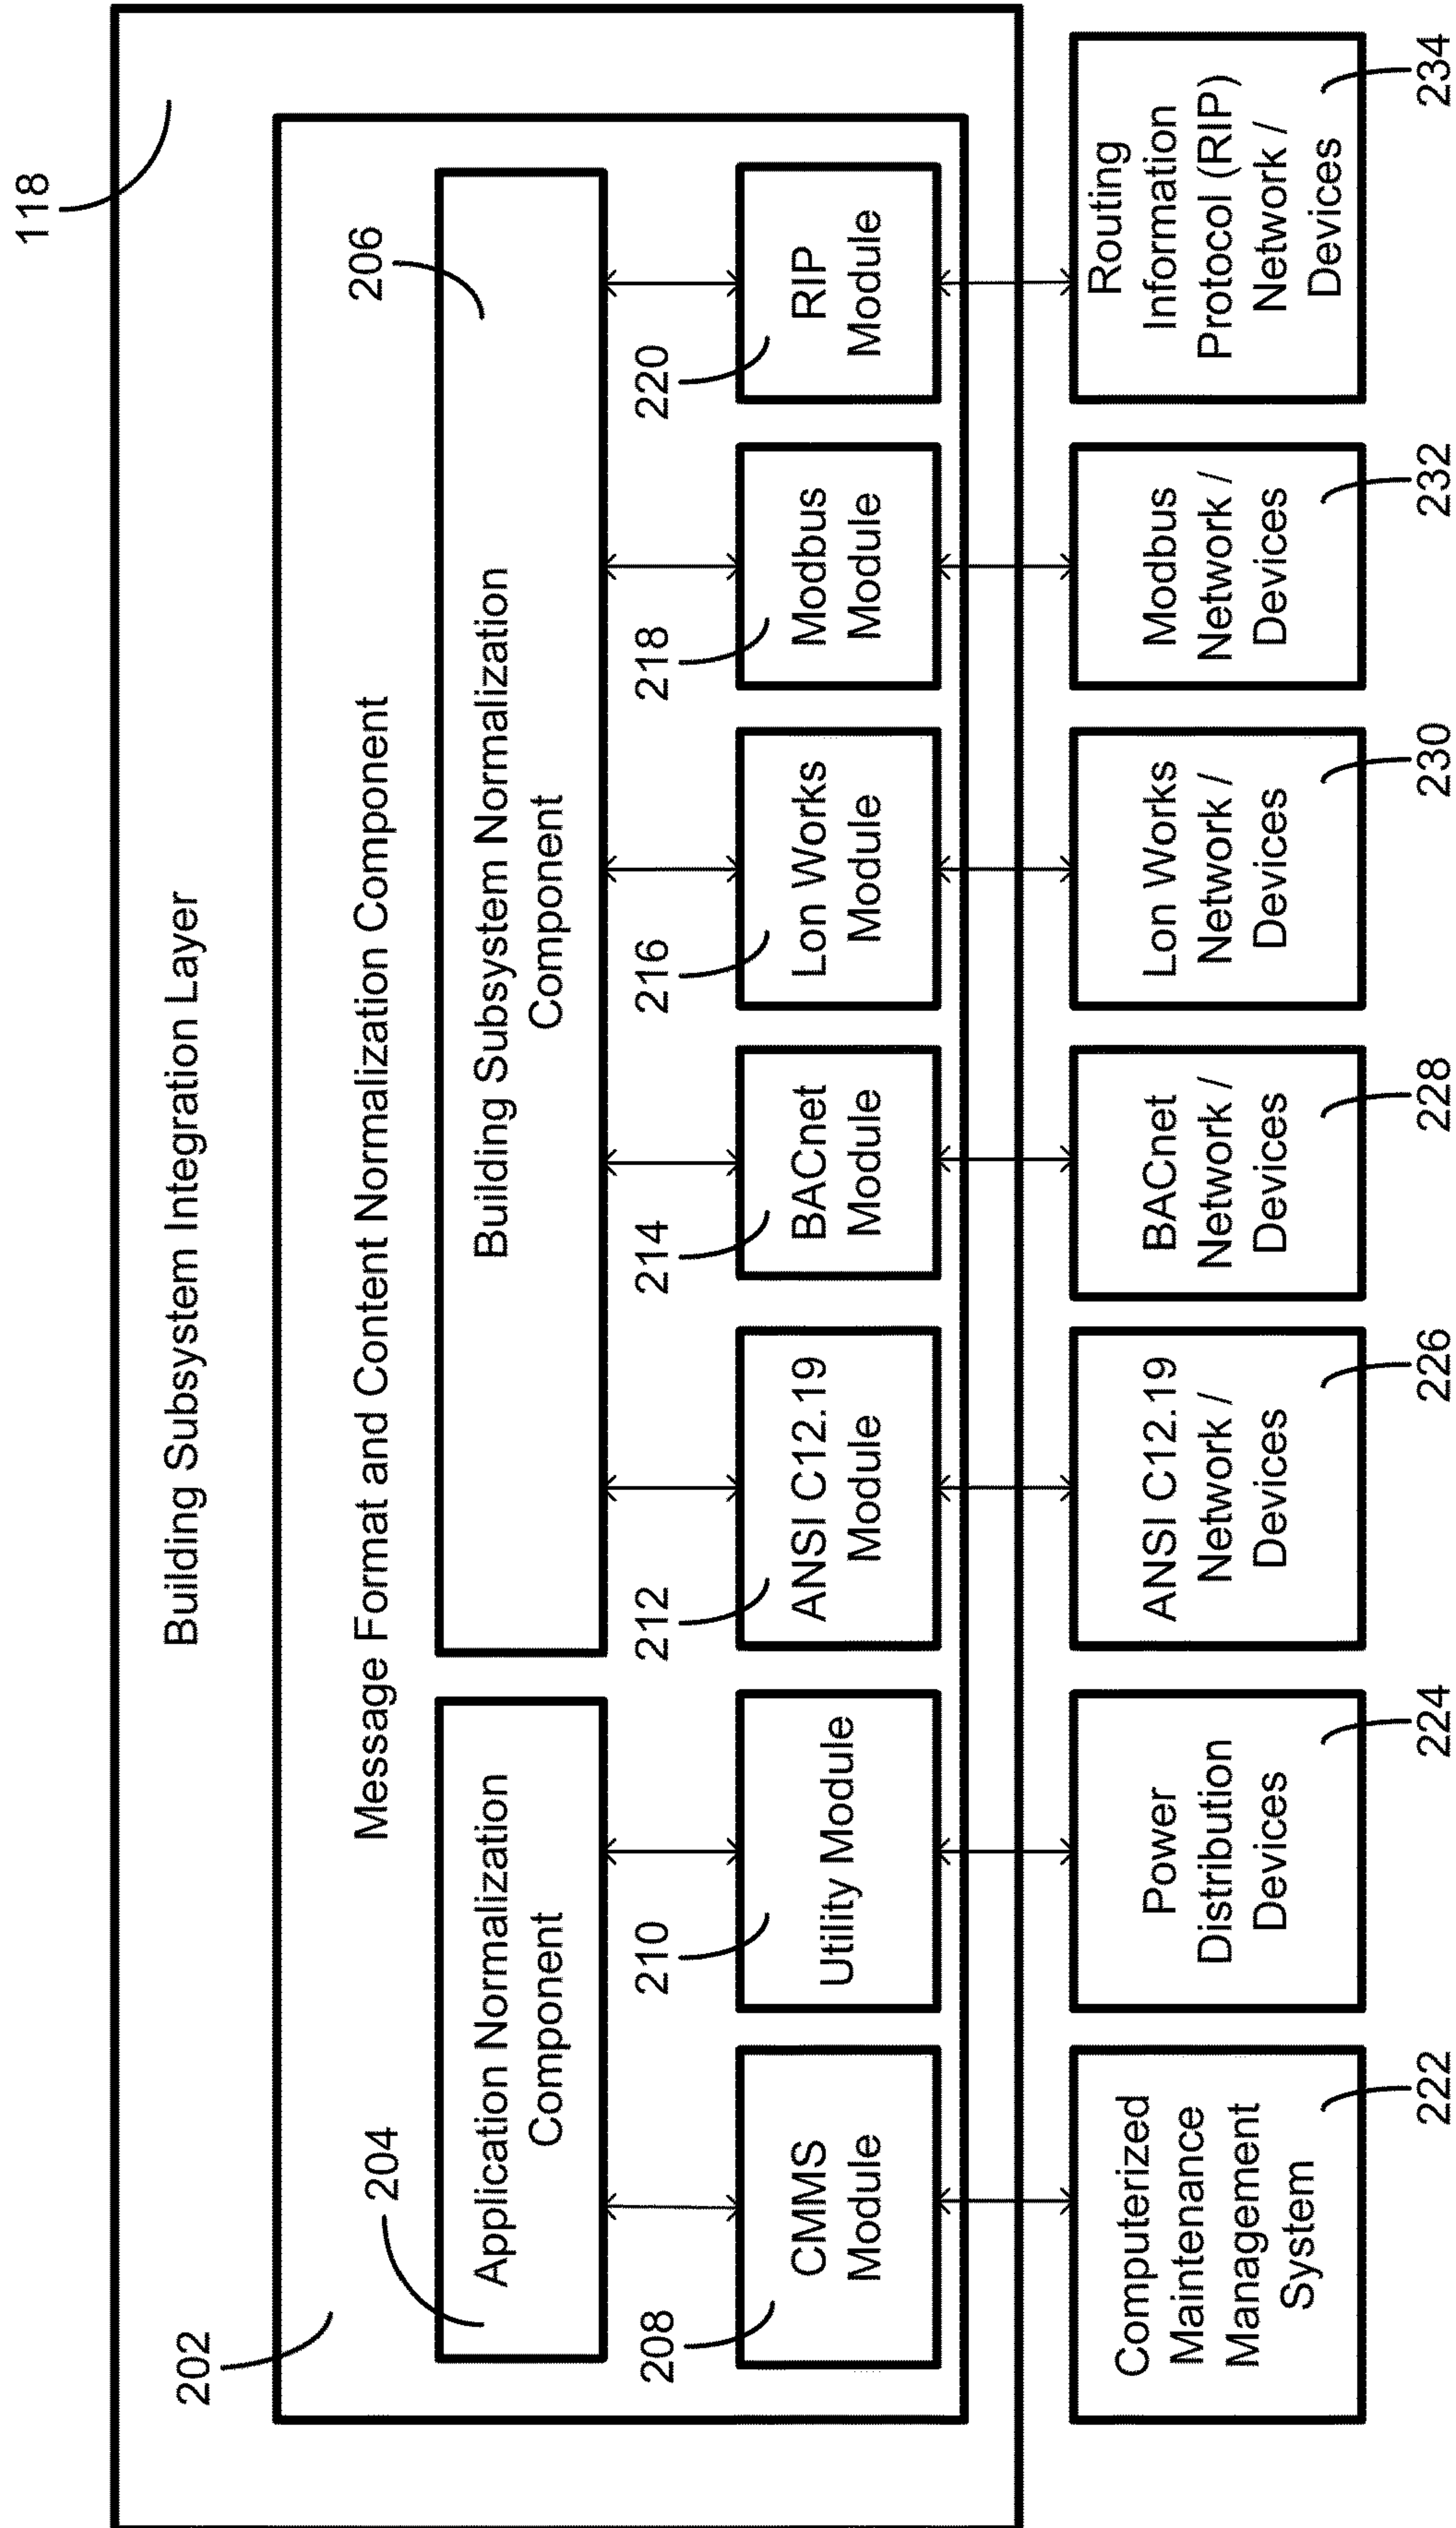 118
Building Subsystem Integration Layer
202
Message Format and Content Normalization Component
204
206
Application Normalization
Component
Building Subsystem Normalization
Component
208
210
212
214
216
218
220
CMMS
Module
Utility Module
ANSI C12.19
Module
BACnet
Module
Lon Works
Module
Modbus
Module
RIP
Module
Computerized
Maintenance
Management
System
Power
Distribution
Devices
ANSI C12.19
Network /
Devices
BACnet
Network /
Devices
Lon Works
Network /
Devices
Modbus
Network /
Devices
Routing
Information
Protocol (RIP)
Network /
Devices
222
224
226
228
230
232
234